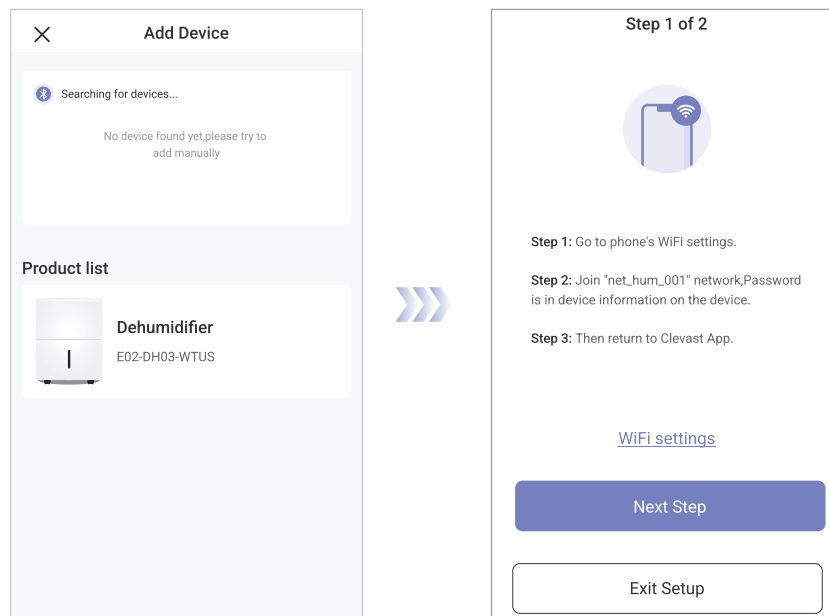 Add Device
Searching for devices...
No device found yet,please try to
add manually
Product list
Dehumidifier
E02-DH03-WTUS
Step 1 of 2
Step 1: Go to phone's WiFi settings.
Step 2: Join "net_hum_001" network,Password
is in device information on the device.
Step 3: Then return to Clevast App.
WiFi settings
Next Step
Exit Setup